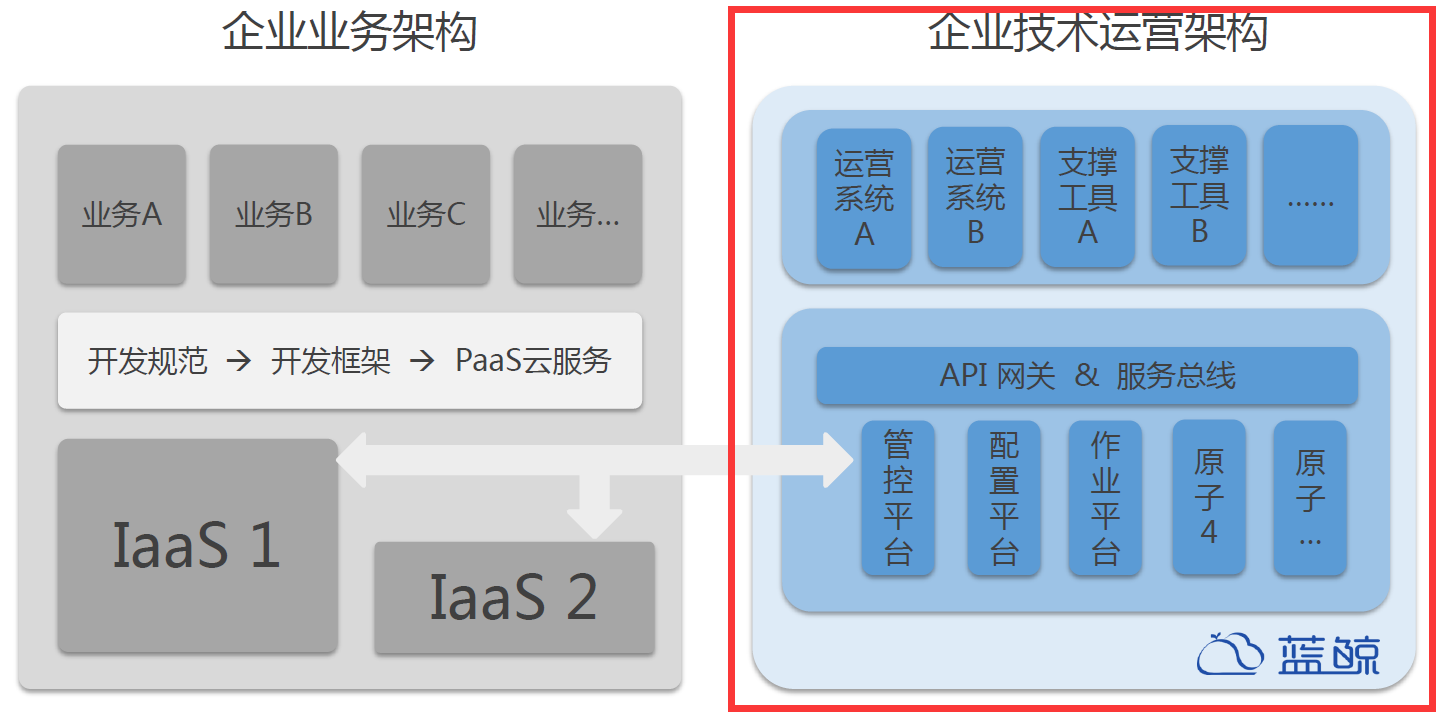 企业业务架构
业务A
业务B
业务C
业务...
开发规范 → 开发框架 → PaaS云服务
IaaS 1
IaaS 2
企业技术运营架构
运营
系统
A
运营
系统
B
支撑
工具
A
支撑
工具
B
......
API 网关 & 服务总线
管
控
平
台
配
置
平
台
作
业
平
台
原
子
4
原
子
...
蓝鲸